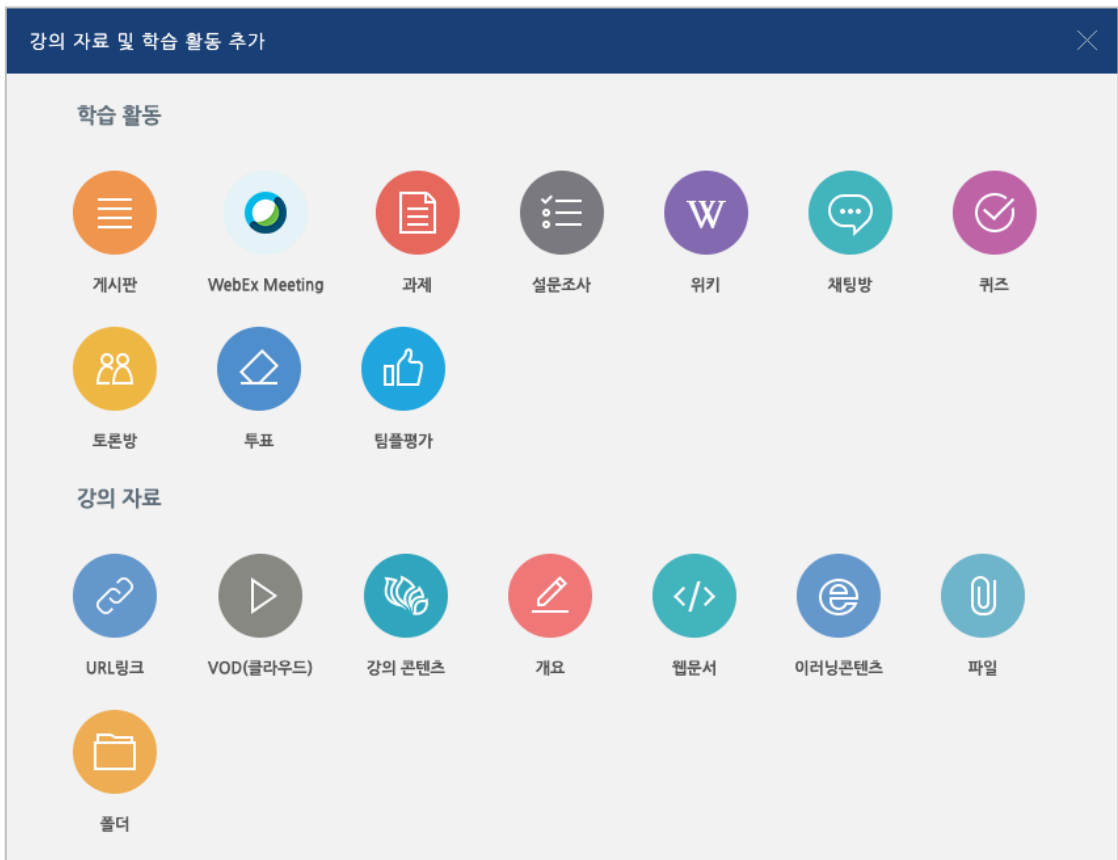 강의 자료 및 학습 활동 추가
학습 활동
게시판 WebEx Meeting 과제 설문조사 위키 채팅방 퀴즈
토론방 투표 팀플평가
강의 자료
URL링크 VOD(클라우드) 강의 콘텐츠 개요 웹문서 이러닝콘텐츠 파일
폴더